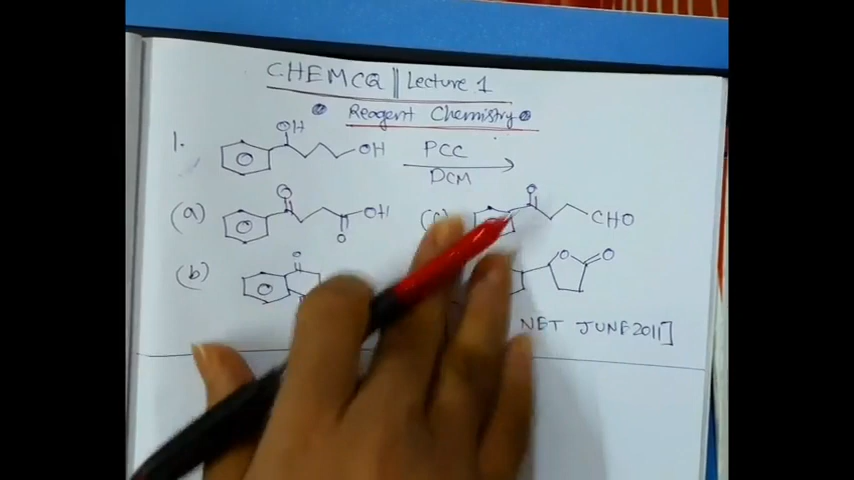 CHEMCQ || Lecture 1
Reagent Chemistry
1.
OH
OH
PCC
DCM
(a)
O
OH
O
(c)
O
CHO
(b)
O
O
O
NET JUNE 2011]